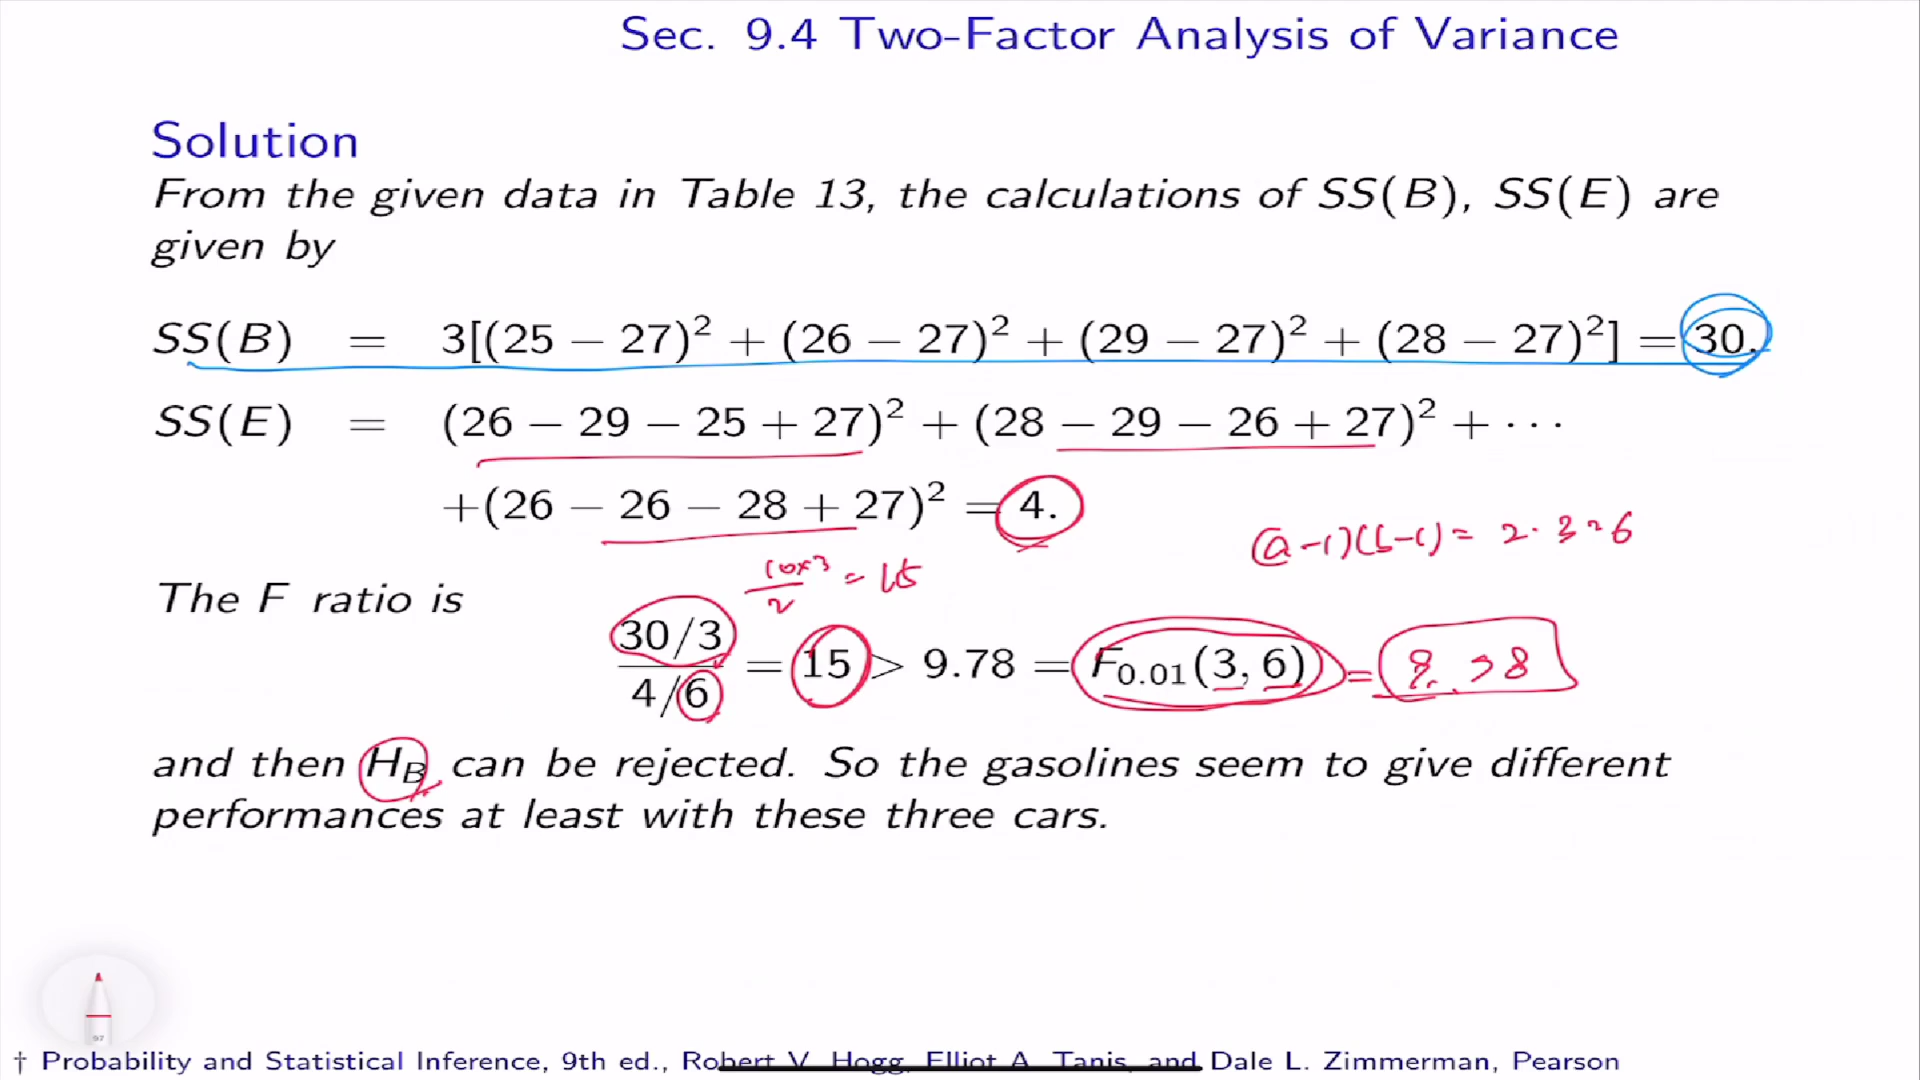 Sec. 9.4 Two-Factor Analysis of Variance
Solution
From the given data in Table 13, the calculations of SS(B), SS(E) are
given by
SS(B) = 3[(25 − 27)² + (26 − 27)² + (29 − 27)² + (28 − 27)²] = 30.
SS(E) = (26 − 29 − 25 + 27)² + (28 − 29 − 26 + 27)² + · · ·
+(26 − 26 − 28 + 27)² = 4.
(a-1)(b-1) = 2·3=6
10×3/2 = 15
The F ratio is
30/3 / 4/6 = 15 > 9.78 = F₀.₀₁(3, 6) =
and then H_B can be rejected. So the gasolines seem to give different
performances at least with these three cars.
97
† Probability and Statistical Inference, 9th ed., Robert V. Hogg, Elliot A. Tanis, and Dale L. Zimmerman, Pearson